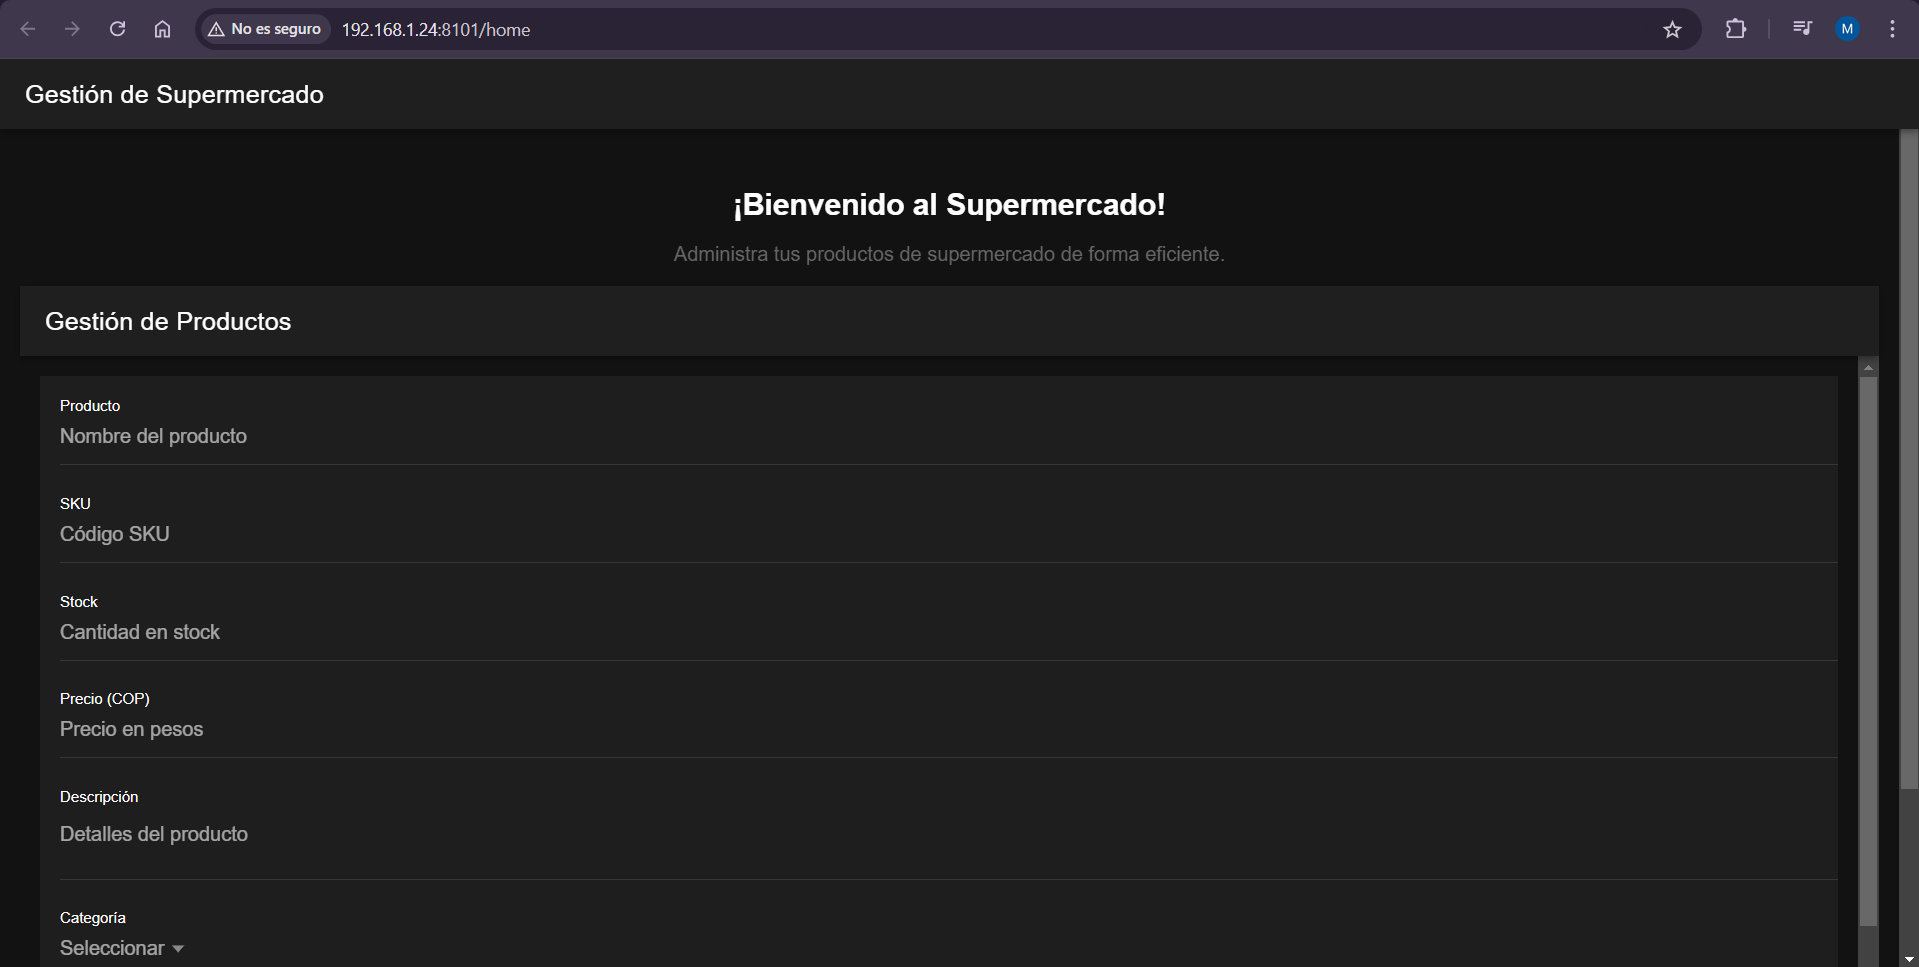 No es seguro
192.168.1.24:8101/home
M
Gestión de Supermercado
¡Bienvenido al Supermercado!
Administra tus productos de supermercado de forma eficiente.
Gestión de Productos
Producto
Nombre del producto
SKU
Código SKU
Stock
Cantidad en stock
Precio (COP)
Precio en pesos
Descripción
Detalles del producto
Categoría
Seleccionar